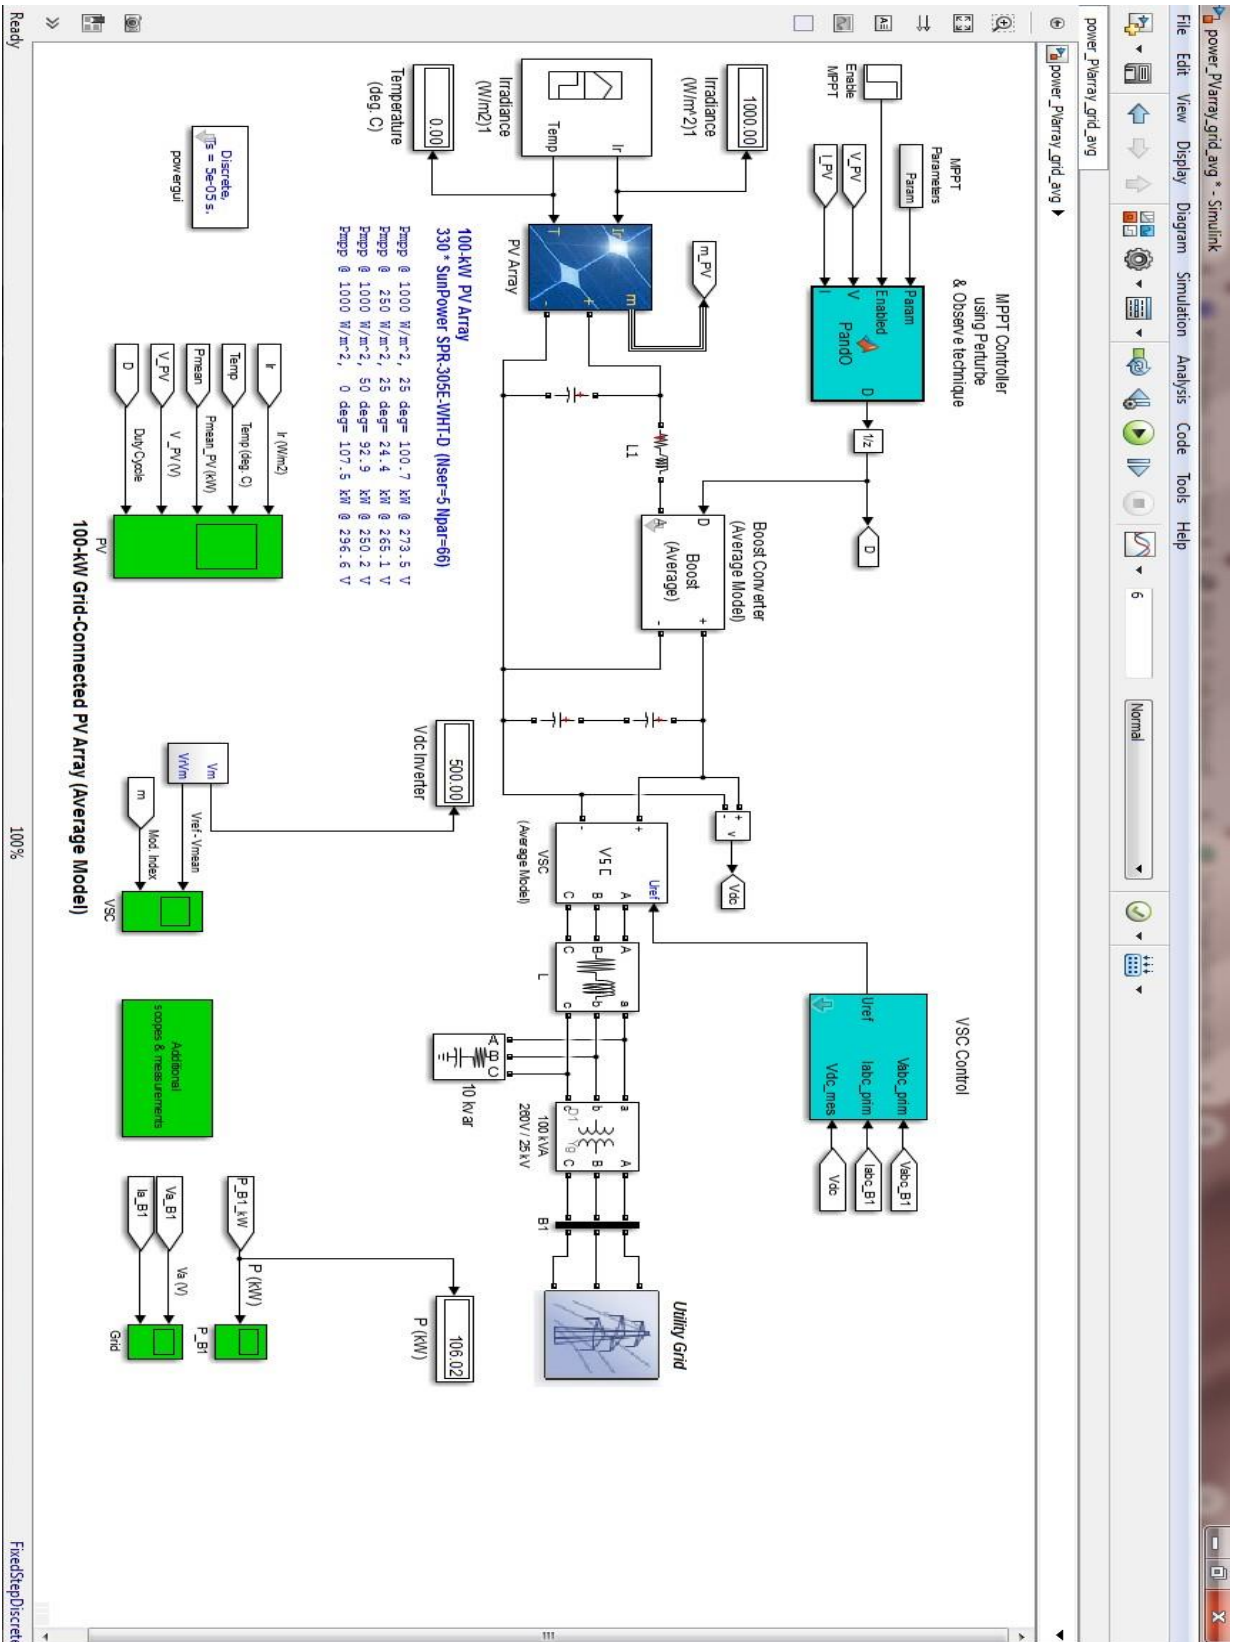 power_PVarray_grid_avg * - Simulink
File Edit View Display Diagram Simulation Analysis Code Tools Help
6
Normal
power_PVarray_grid_avg
power_PVarray_grid_avg
MPPT Controller
using Perturbe
& Observe technique
MPPT
Parameters
Param
Enable
MPPT
V_PV
I_PV
Param
Enabled
V
I
PandO
D
1/z
D
VSC Control
Uref
Vabc_prim
Iabc_prim
Vdc_mes
Vabc_B1
Iabc_B1
Vdc
1000.00
Irradiance
(W/m^2)1
m_PV
Boost Converter
(Average Model)
D
A
Boost
(Average)
+
-
+
-
v
Vdc
Utility Grid
Ir
Temp
Irradiance
(W/m2)1
Ir
T
m
+
-
PV Array
L1
+
-
Uref
VSC
A
B
C
VSC
(Average Model)
A
B
C
a
b
c
L
a
b
c
D1
Yg
A
B
C
100 kVA
260V / 25 kV
B1
0.00
Temperature
(deg. C)
100-kW PV Array
330 * SunPower SPR-305E-WHT-D (Nser=5 Npar=66)
Pmpp @ 1000 W/m^2, 25 deg= 100.7 kW @ 273.5 V
Pmpp @ 250 W/m^2, 25 deg= 24.4 kW @ 265.1 V
Pmpp @ 1000 W/m^2, 50 deg= 92.9 kW @ 250.2 V
Pmpp @ 1000 W/m^2, 0 deg= 107.5 kW @ 296.6 V
500.00
Vdc Inverter
A B C
10 kvar
106.02
P (kW)
Discrete,
Ts = 5e-05 s.
powergui
Ir
Ir (W/m2)
Temp
Temp (deg. C)
Pmean
Pmean_PV (kW)
V_PV
V_PV (V)
D
Duty Cycole
PV
Vm
VrVm
Vref - Vmean
m
Mod. Index
VSC
Additional
scopes & measurements
P_B1_kW
P (kW)
P_B1
Va_B1
Va (V)
Ia_B1
Grid
100-kW Grid-Connected PV Array (Average Model)
Ready
100%
FixedStepDiscrete